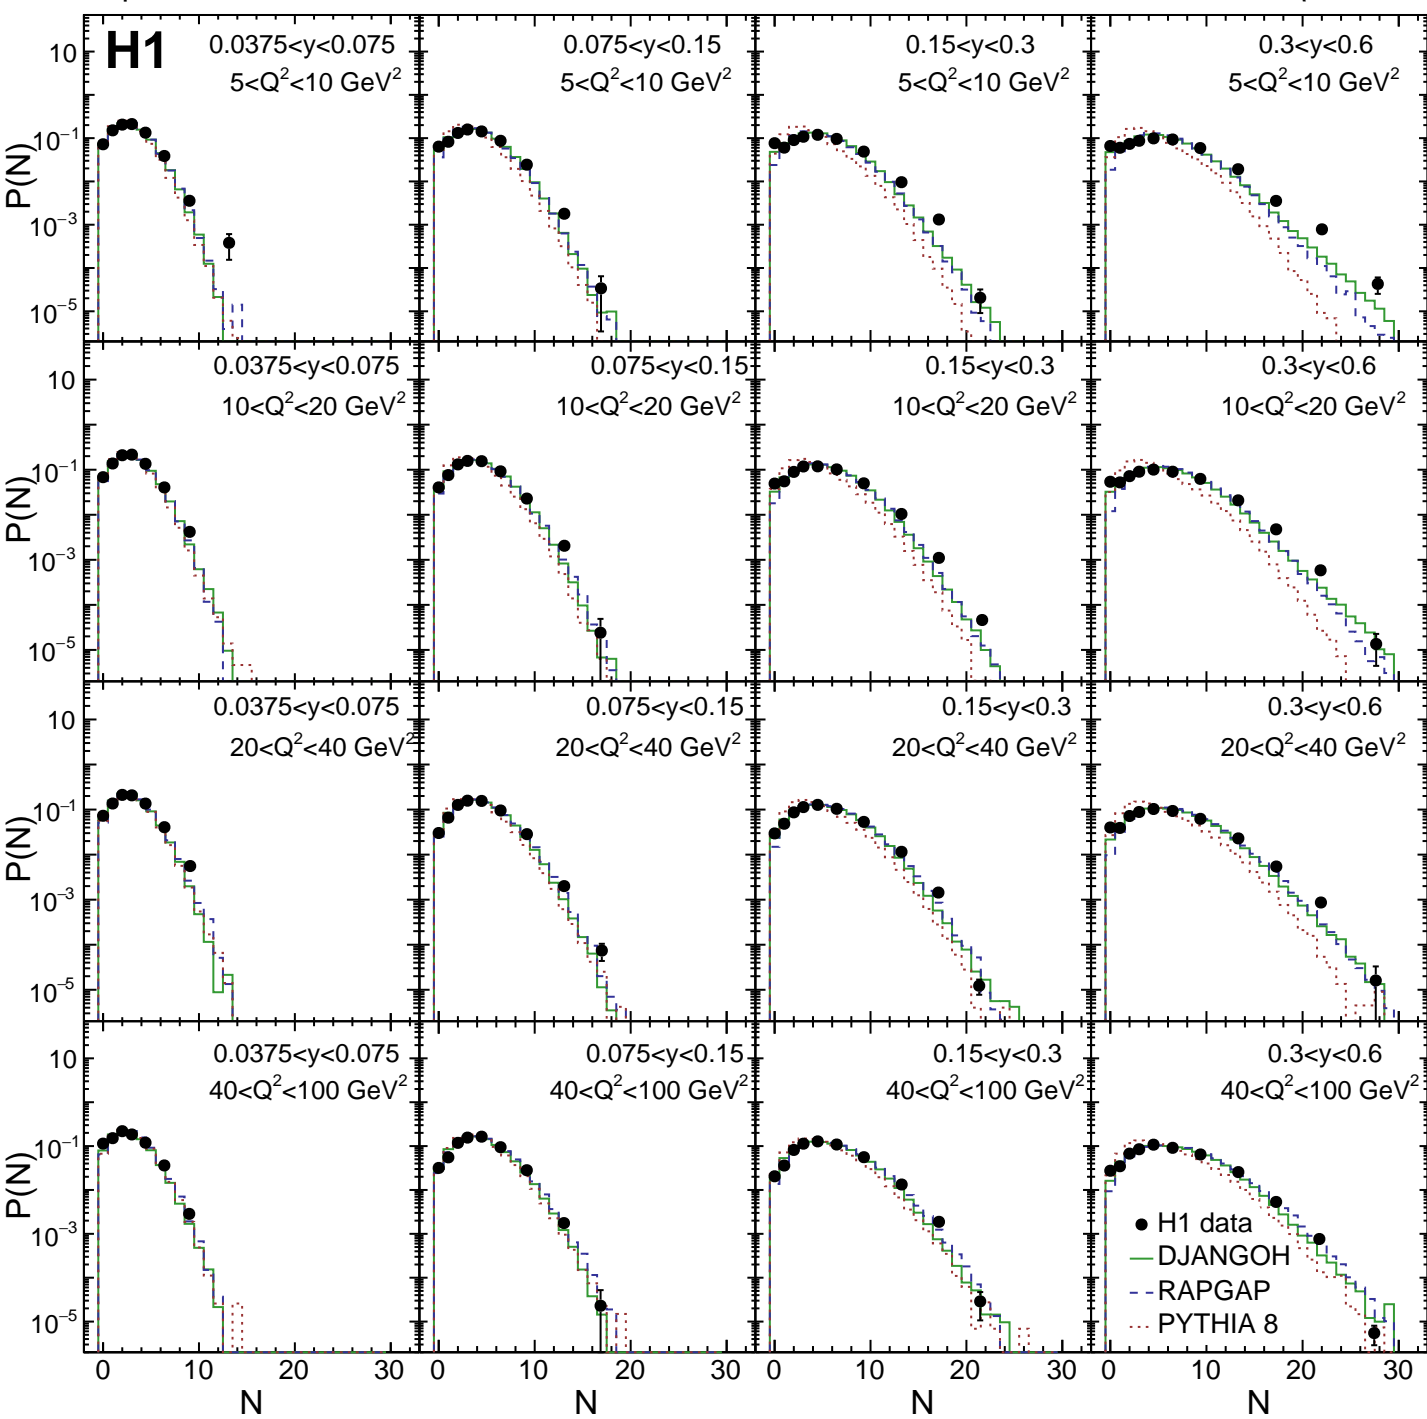 H1
0.0375<y<0.075
5<Q²<10 GeV²
0.075<y<0.15
5<Q²<10 GeV²
0.15<y<0.3
5<Q²<10 GeV²
0.3<y<0.6
5<Q²<10 GeV²
P(N)
10
10⁻¹
10⁻³
10⁻⁵
0.0375<y<0.075
10<Q²<20 GeV²
0.075<y<0.15
10<Q²<20 GeV²
0.15<y<0.3
10<Q²<20 GeV²
0.3<y<0.6
10<Q²<20 GeV²
P(N)
10
10⁻¹
10⁻³
10⁻⁵
0.0375<y<0.075
20<Q²<40 GeV²
0.075<y<0.15
20<Q²<40 GeV²
0.15<y<0.3
20<Q²<40 GeV²
0.3<y<0.6
20<Q²<40 GeV²
P(N)
10
10⁻¹
10⁻³
10⁻⁵
0.0375<y<0.075
40<Q²<100 GeV²
0.075<y<0.15
40<Q²<100 GeV²
0.15<y<0.3
40<Q²<100 GeV²
0.3<y<0.6
40<Q²<100 GeV²
P(N)
10
10⁻¹
10⁻³
10⁻⁵
H1 data
DJANGOH
RAPGAP
PYTHIA 8
0 10 20 30 0 10 20 30 0 10 20 30 0 10 20 30
N N N N